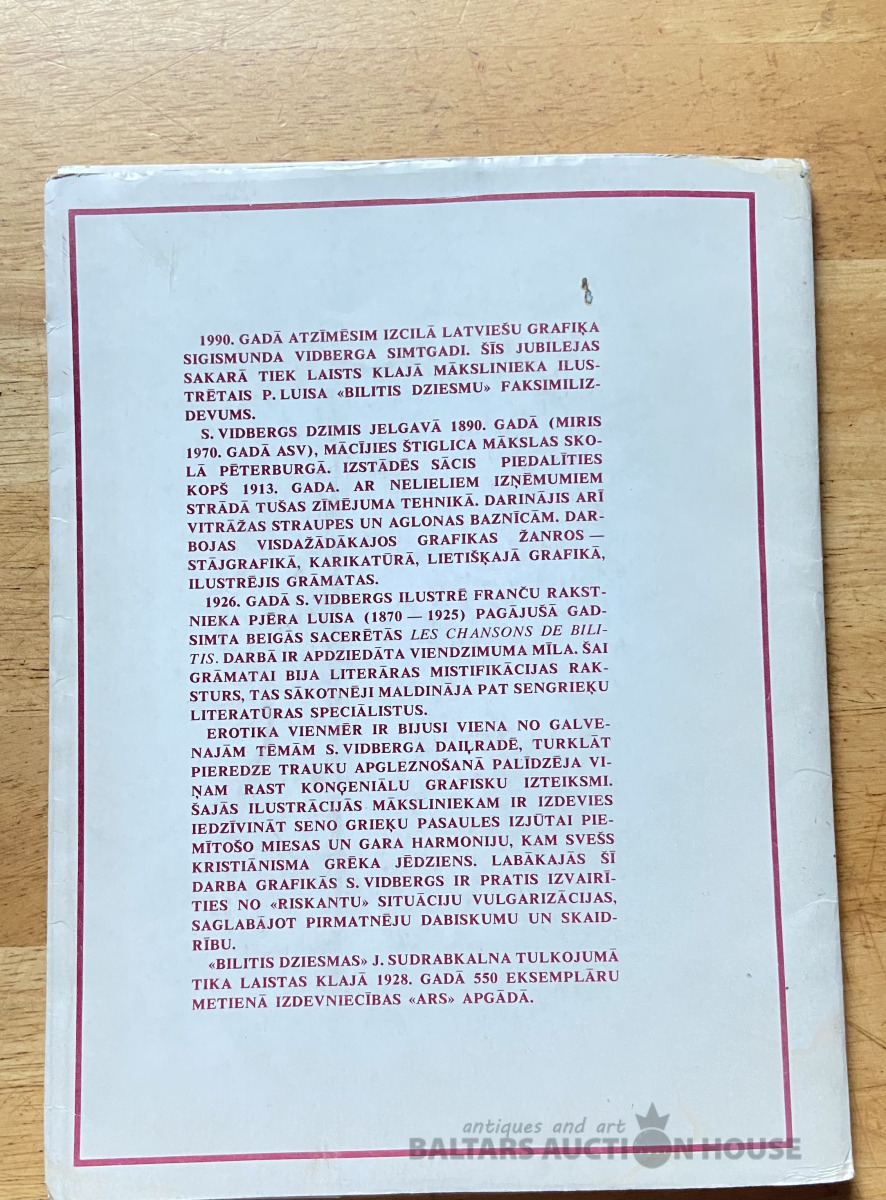 1990. GADĀ ATZĪMĒSIM IZCILĀ LATVIEŠU GRAFIĶA
SIGISMUNDA VIDBERGA SIMTGADI. ŠĪS JUBILEJAS
SAKARĀ TIEK LAISTS KLAJĀ MĀKSLINIEKA ILUS-
TRĒTAIS P. LUISA «BILITIS DZIESMU» FAKSIMILIZ-
DEVUMS.
S. VIDBERGS DZIMIS JELGAVĀ 1890. GADĀ (MIRIS
1970. GADĀ ASV), MĀCĪJIES ŠTIGLICA MĀKSLAS SKO-
LĀ PĒTERBURGĀ. IZSTĀDĒS SĀCIS PIEDALĪTIES
KOPŠ 1913. GADA. AR NELIELIEM IZŅĒMUMIEM
STRĀDĀ TUŠAS ZĪMĒJUMA TEHNIKĀ. DARINĀJIS ARĪ
VITRĀŽAS STRAUPES UN AGLONAS BAZNĪCĀM. DAR-
BOJAS VISDAŽĀDĀKAJOS GRAFIKAS ŽANROS —
STĀJGRAFIKĀ, KARIKATŪRĀ, LIETIŠĶAJĀ GRAFIKĀ,
ILUSTRĒJIS GRĀMATAS.
1926. GADĀ S. VIDBERGS ILUSTRĒ FRANČU RAKST-
NIEKA PJĒRA LUISA (1870 — 1925) PAGĀJUŠĀ GAD-
SIMTA BEIGĀS SACERĒTĀS LES CHANSONS DE BILI-
TIS. DARBĀ IR APDZIEDĀTA VIENDZIMUMA MĪLA. ŠAI
GRĀMATAI BIJA LITERĀRAS MISTIFIKĀCIJAS RAK-
STURS, TAS SĀKOTNĒJI MALDINĀJA PAT SENGRIEĶU
LITERATŪRAS SPECIĀLISTUS.
EROTIKA VIENMĒR IR BIJUSI VIENA NO GALVE-
NAJĀM TĒMĀM S. VIDBERGA DAIĻRADĒ, TURKLĀT
PIEREDZE TRAUKU APGLEZNOŠANĀ PALĪDZĒJA VI-
ŅAM RAST KONĢENIĀLU GRAFISKU IZTEIKSMI.
ŠAJĀS ILUSTRĀCIJĀS MĀKSLINIEKAM IR IZDEVIES
IEDZĪVINĀT SENO GRIEĶU PASAULES IZJŪTAI PIE-
MĪTOŠO MIESAS UN GARA HARMONIJU, KAM SVEŠS
KRISTIĀNISMA GRĒKA JĒDZIENS. LABĀKAJĀS ŠĪ
DARBA GRAFIKĀS S. VIDBERGS IR PRATIS IZVAIRĪ-
TIES NO «RISKANTU» SITUĀCIJU VULGARIZĀCIJAS,
SAGLABĀJOT PIRMATNĒJU DABISKUMU UN SKAID-
RĪBU.
«BILITIS DZIESMAS» J. SUDRABKALNA TULKOJUMĀ
TIKA LAISTAS KLAJĀ 1928. GADĀ 550 EKSEMPLĀRU
METIENĀ IZDEVNIECĪBAS «ARS» APGĀDĀ.
antiques and art
BALTARS AUCTION HOUSE